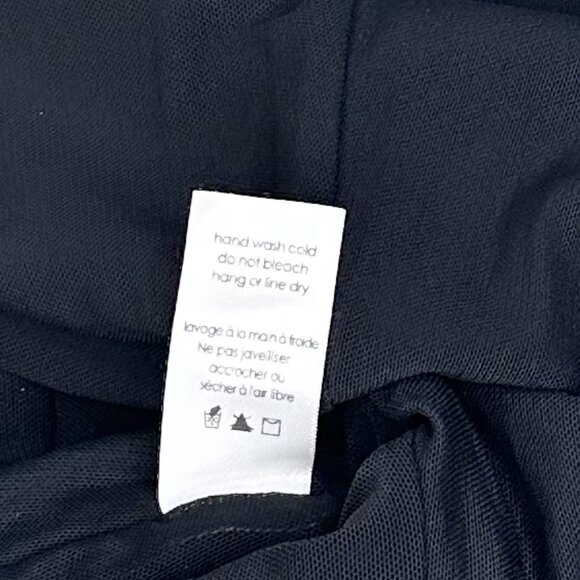 hand wash cold
do not bleach
hang or line dry
lavage à la main à froide
Ne pas javelliser
accrocher ou
sécher à l'air libre